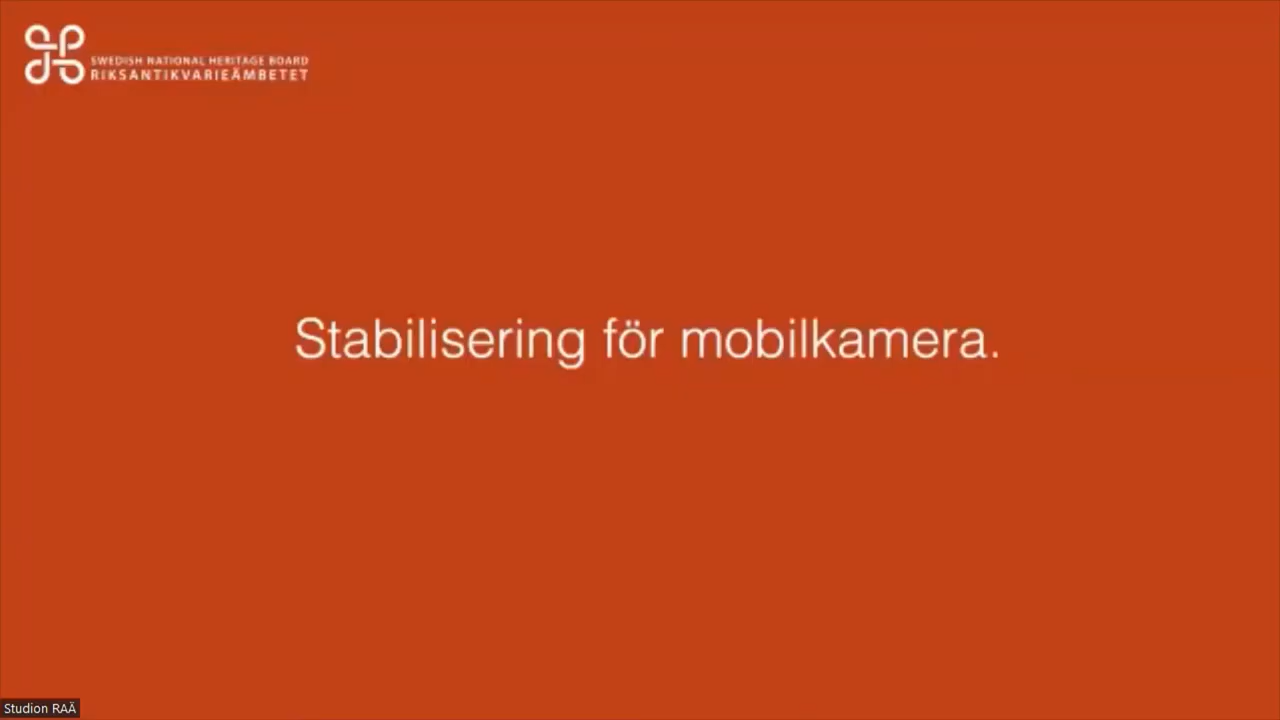 SWEDISH NATIONAL HERITAGE BOARD
RIKSANTIKVARIEÄMBETET
Stabilisering för mobilkamera.
Studion RAÄ